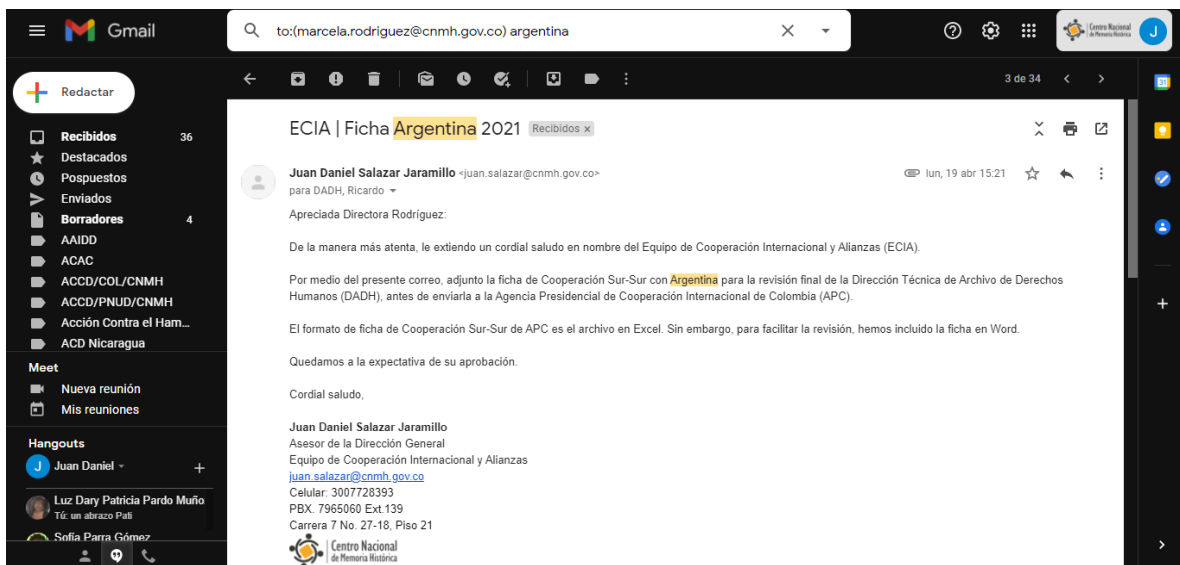 Gmail
to:(marcela.rodriguez@cnmh.gov.co) argentina
Centro Nacional
de Memoria Histórica
J
Redactar
3 de 34
31
Recibidos 36
Destacados
Pospuestos
Enviados
Borradores 4
AAIDD
ACAC
ACCD/COL/CNMH
ACCD/PNUD/CNMH
Acción Contra el Ham...
ACD Nicaragua
Meet
Nueva reunión
Mis reuniones
Hangouts
J Juan Daniel
Luz Dary Patricia Pardo Muño
Tú: un abrazo Pati
Sofía Parra Gómez
ECIA | Ficha Argentina 2021 Recibidos x
Juan Daniel Salazar Jaramillo <juan.salazar@cnmh.gov.co> lun, 19 abr 15:21
para DADH, Ricardo
Apreciada Directora Rodríguez:
De la manera más atenta, le extiendo un cordial saludo en nombre del Equipo de Cooperación Internacional y Alianzas (ECIA).
Por medio del presente correo, adjunto la ficha de Cooperación Sur-Sur con Argentina para la revisión final de la Dirección Técnica de Archivo de Derechos
Humanos (DADH), antes de enviarla a la Agencia Presidencial de Cooperación Internacional de Colombia (APC).
El formato de ficha de Cooperación Sur-Sur de APC es el archivo en Excel. Sin embargo, para facilitar la revisión, hemos incluido la ficha en Word.
Quedamos a la expectativa de su aprobación.
Cordial saludo,
Juan Daniel Salazar Jaramillo
Asesor de la Dirección General
Equipo de Cooperación Internacional y Alianzas
juan.salazar@cnmh.gov.co
Celular: 3007728393
PBX. 7965060 Ext.139
Carrera 7 No. 27-18, Piso 21
Centro Nacional
de Memoria Histórica